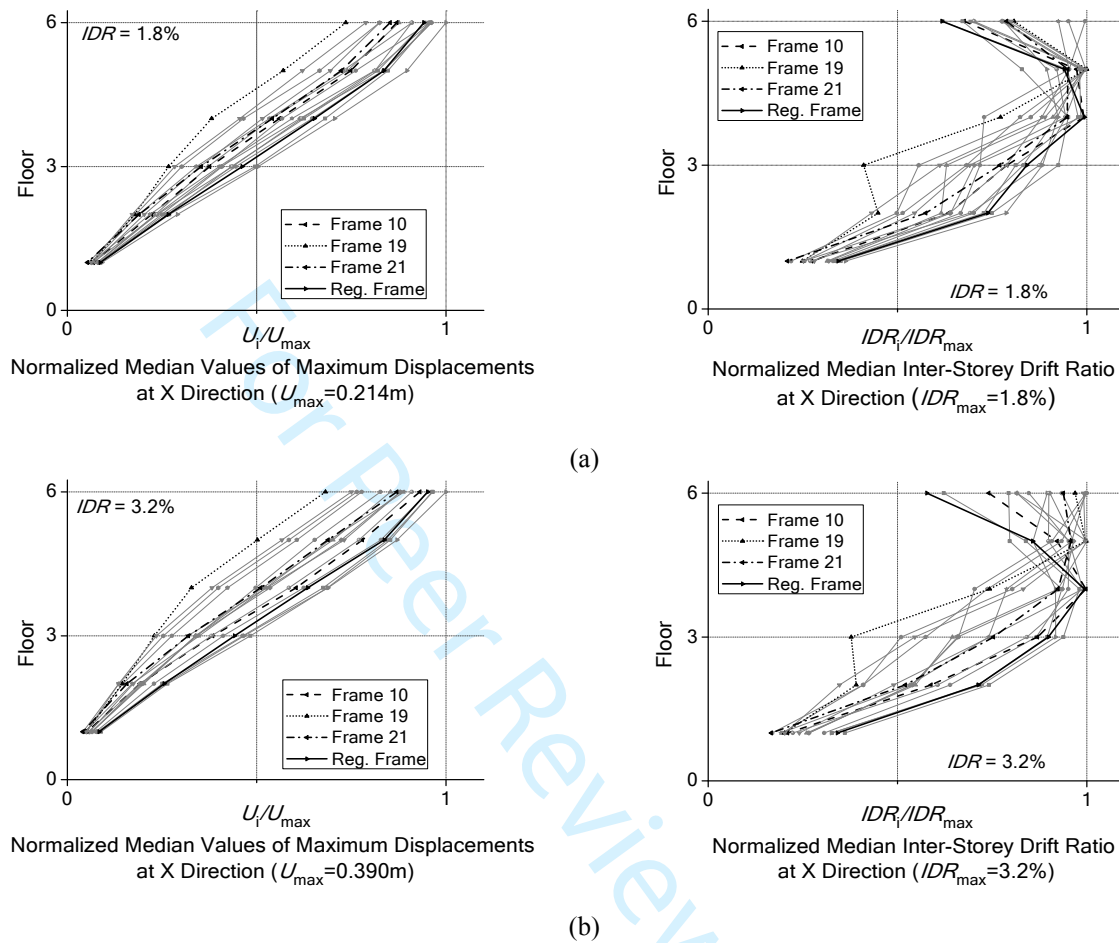 6
IDR = 1.8%
Floor
3
Frame 10
Frame 19
Frame 21
Reg. Frame
0
0
1
Ui/Umax
Normalized Median Values of Maximum Displacements
at X Direction (Umax=0.214m)
6
Frame 10
Frame 19
Frame 21
Reg. Frame
Floor
3
IDR = 1.8%
0
0
1
IDRi/IDRmax
Normalized Median Inter-Storey Drift Ratio
at X Direction (IDRmax=1.8%)
(a)
6
IDR = 3.2%
Floor
3
Frame 10
Frame 19
Frame 21
Reg. Frame
0
0
1
Ui/Umax
Normalized Median Values of Maximum Displacements
at X Direction (Umax=0.390m)
6
Frame 10
Frame 19
Frame 21
Reg. Frame
Floor
3
IDR = 3.2%
0
0
1
IDRi/IDRmax
Normalized Median Inter-Storey Drift Ratio
at X Direction (IDRmax=3.2%)
(b)
For Peer Review